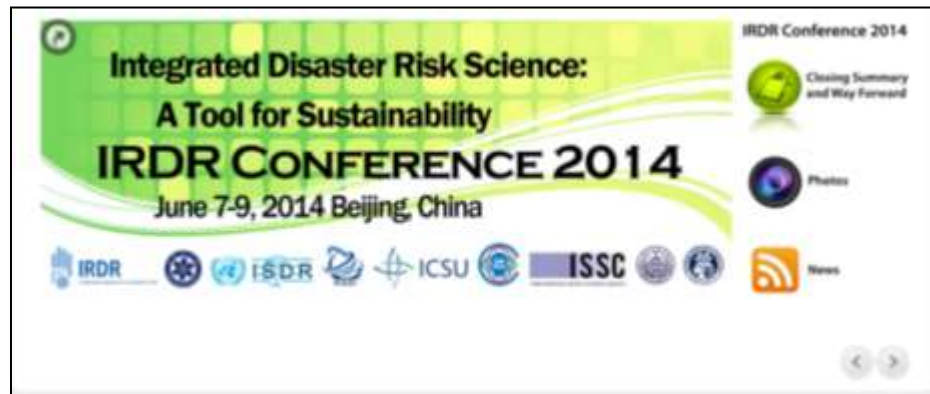 Integrated Disaster Risk Science:
A Tool for Sustainability
IRDR CONFERENCE 2014
June 7-9, 2014 Beijing, China
IRDR
ISDR
ICSU
ISSC
IRDR Conference 2014
Closing Summary
and Way Forward
Photos
News